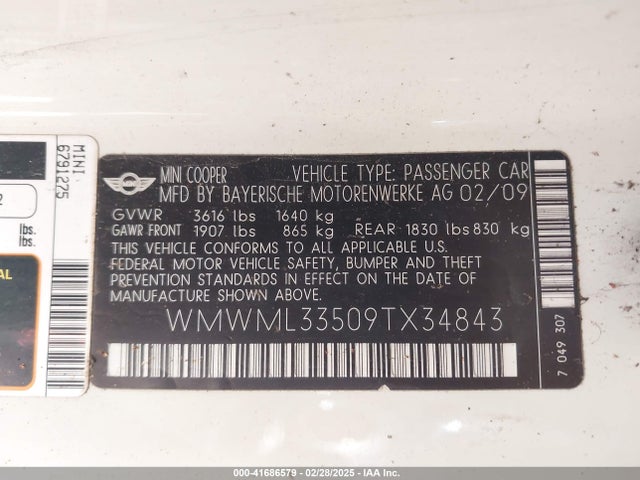 MINI
6791275
2
lbs.
lbs.
AL
MINI
MINI COOPER VEHICLE TYPE: PASSENGER CAR
MFD BY BAYERISCHE MOTORENWERKE AG 02/09
GVWR 3616 lbs 1640 kg
GAWR FRONT 1907 lbs 865 kg REAR 1830 lbs 830 kg
THIS VEHICLE CONFORMS TO ALL APPLICABLE U.S.
FEDERAL MOTOR VEHICLE SAFETY, BUMPER AND THEFT
PREVENTION STANDARDS IN EFFECT ON THE DATE OF
MANUFACTURE SHOWN ABOVE.
WMWML33509TX34843
7 049 307
000-41686579 - 02/28/2025 - IAA Inc.